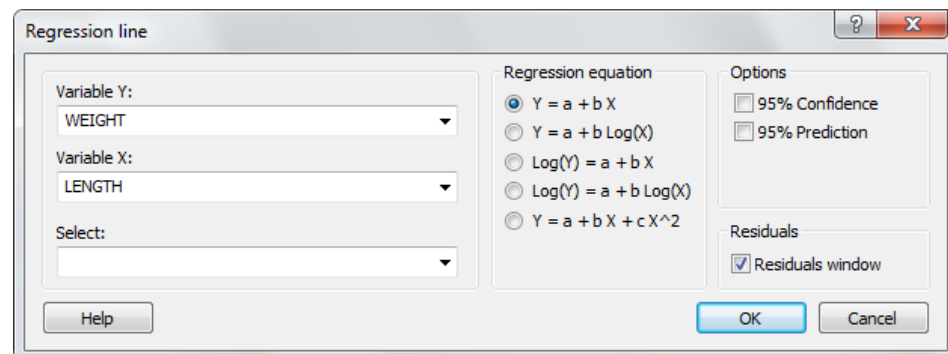 Regression line
?
X
Variable Y:
WEIGHT
Variable X:
LENGTH
Select:
Regression equation
Y = a + b X
Y = a + b Log(X)
Log(Y) = a + b X
Log(Y) = a + b Log(X)
Y = a + b X + c X^2
Options
95% Confidence
95% Prediction
Residuals
Residuals window
Help
OK
Cancel